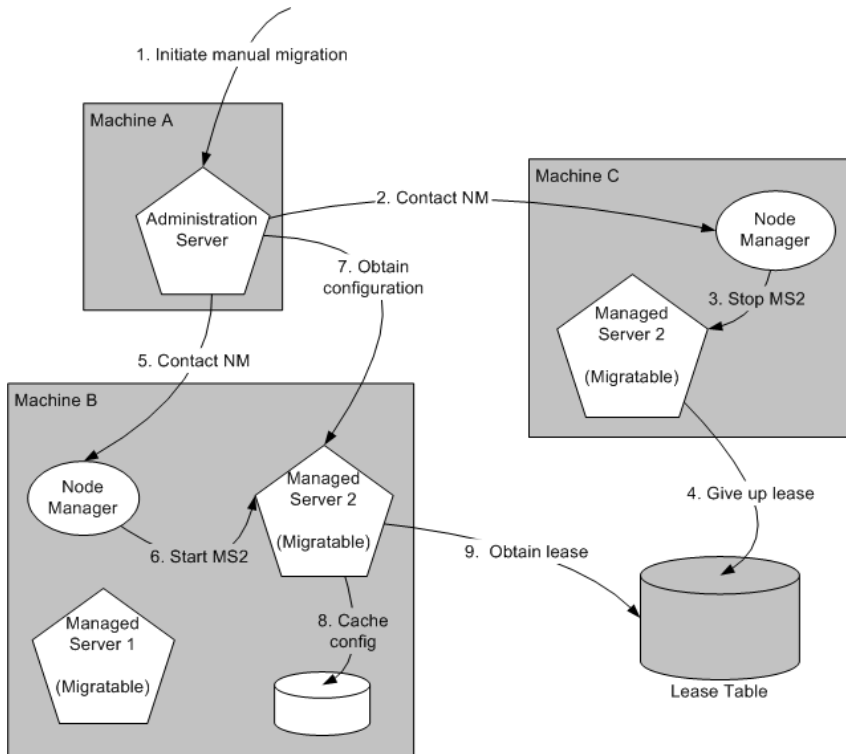 1. Initiate manual migration
Machine A
Administration
Server
2. Contact NM
Machine C
Node
Manager
3. Stop MS2
Managed
Server 2
(Migratable)
4. Give up lease
5. Contact NM
7. Obtain
configuration
Machine B
Node
Manager
6. Start MS2
Managed
Server 2
(Migratable)
9. Obtain lease
8. Cache
config
Managed
Server 1
(Migratable)
Lease Table